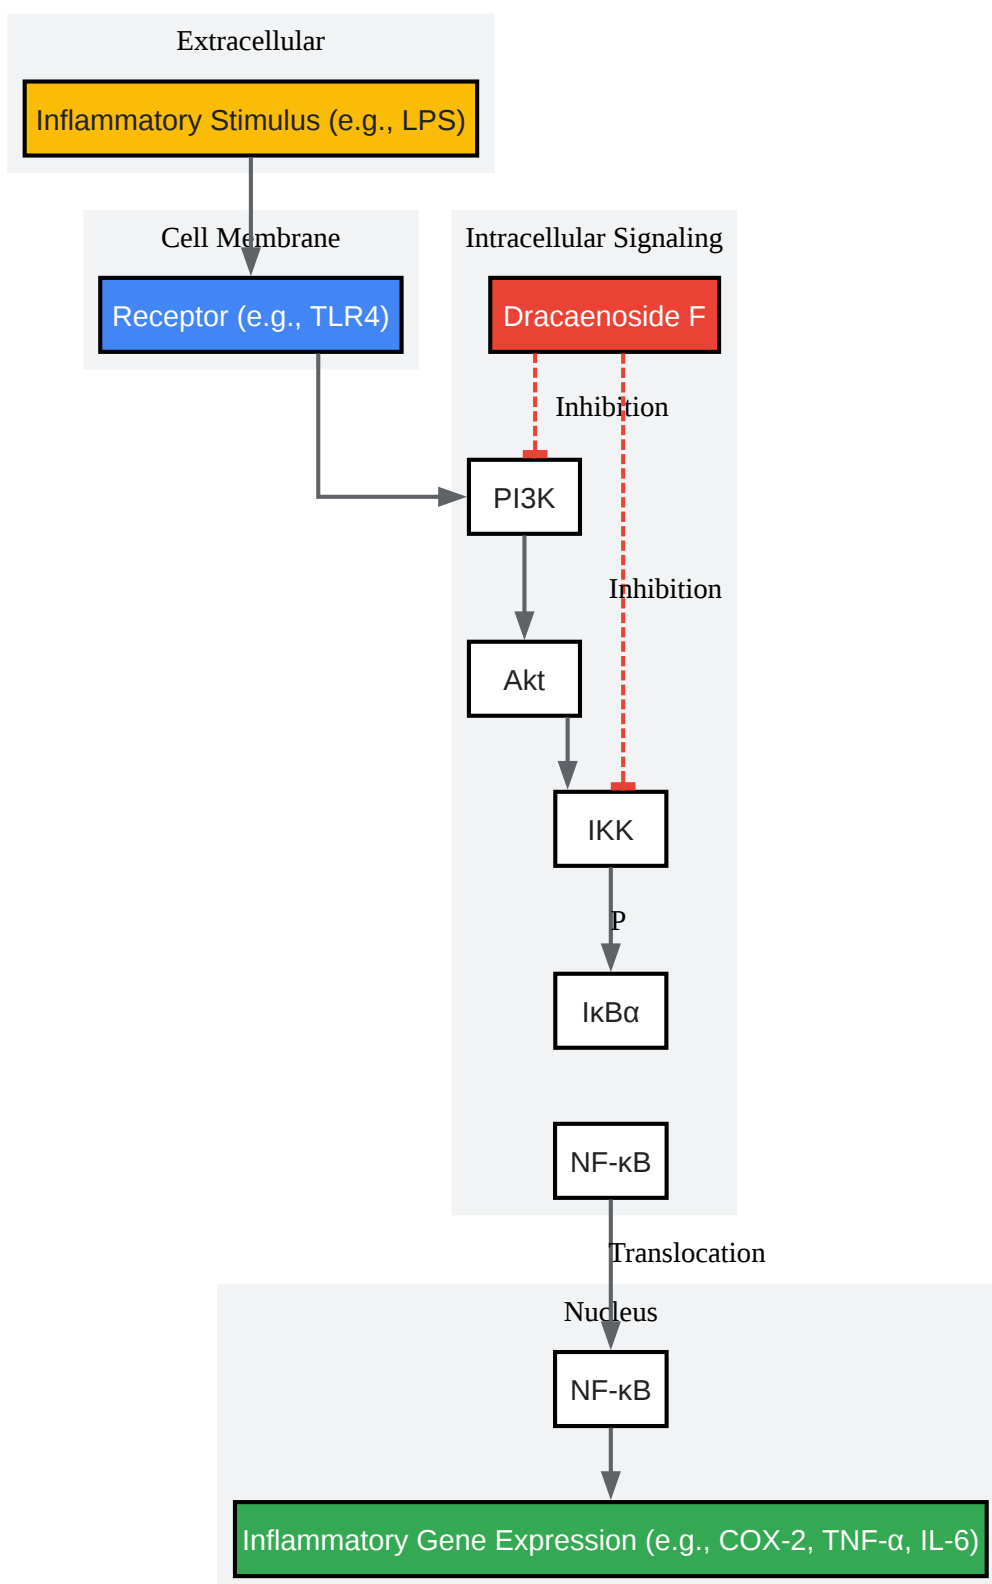 Extracellular
Inflammatory Stimulus (e.g., LPS)
Cell Membrane
Receptor (e.g., TLR4)
Intracellular Signaling
Dracaenoside F
Inhibition
PI3K
Inhibition
Akt
IKK
P
IκBα
NF-κB
Translocation
Nucleus
NF-κB
Inflammatory Gene Expression (e.g., COX-2, TNF-α, IL-6)